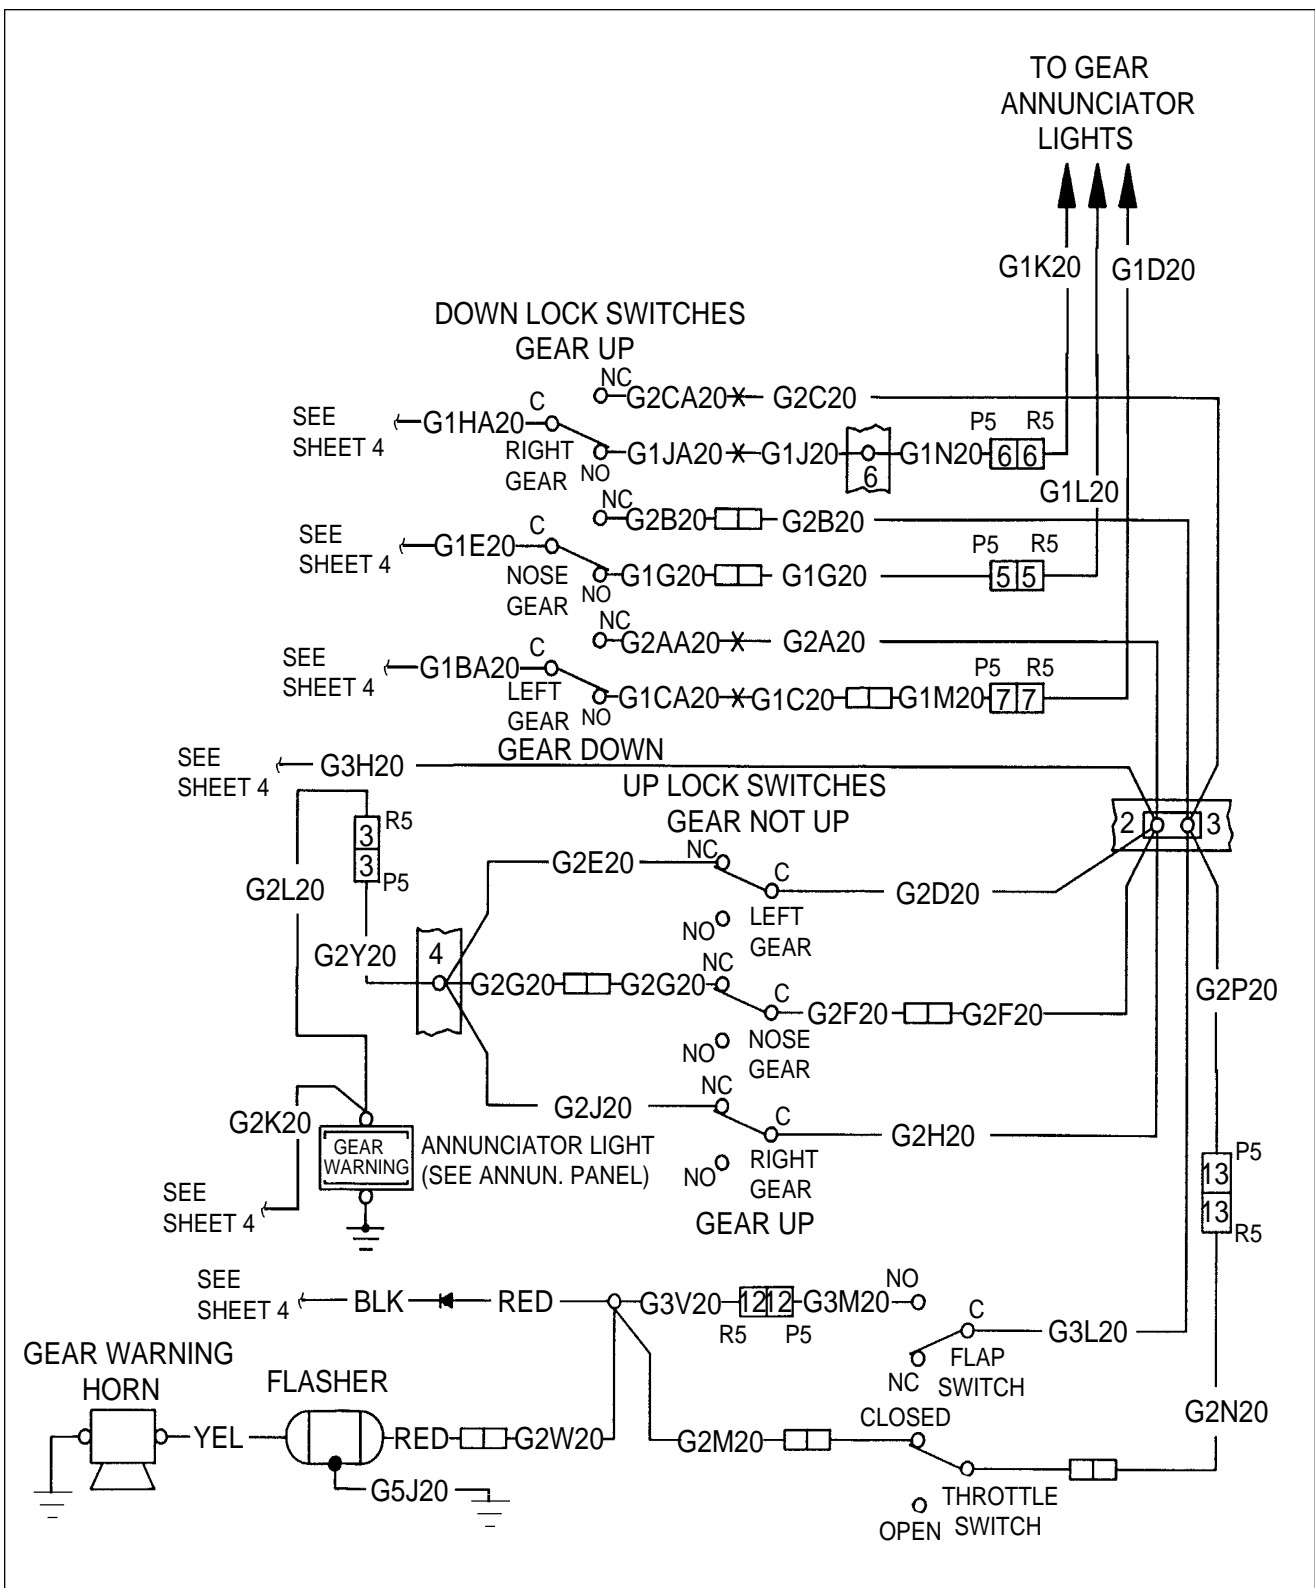 TO GEAR
ANNUNCIATOR
LIGHTS
G1K20
G1D20
DOWN LOCK SWITCHES
GEAR UP
NC
G2CA20
G2C20
SEE
SHEET 4
G1HA20
C
RIGHT
GEAR
NO
G1JA20
G1J20
6
G1N20
P5
R5
6
6
G1L20
NC
G2B20
G2B20
SEE
SHEET 4
G1E20
C
NOSE
GEAR
NO
G1G20
G1G20
P5
R5
5
5
NC
G2AA20
G2A20
SEE
SHEET 4
G1BA20
C
LEFT
GEAR
NO
G1CA20
G1C20
G1M20
P5
R5
7
7
GEAR DOWN
SEE
SHEET 4
G3H20
UP LOCK SWITCHES
GEAR NOT UP
2
3
3
R5
3
P5
G2L20
G2Y20
4
G2E20
NC
C
G2D20
LEFT
GEAR
NO
G2G20
G2G20
NC
C
G2F20
G2F20
NOSE
GEAR
NO
G2P20
G2J20
NC
C
G2H20
RIGHT
GEAR
NO
GEAR UP
G2K20
GEAR
WARNING
ANNUNCIATOR LIGHT
(SEE ANNUN. PANEL)
SEE
SHEET 4
13
P5
13
R5
SEE
SHEET 4
BLK
RED
G3V20
12
12
R5
P5
G3M20
NO
C
G3L20
NC
FLAP
SWITCH
GEAR WARNING
HORN
FLASHER
YEL
RED
G2W20
G5J20
G2M20
CLOSED
G2N20
THROTTLE
SWITCH
OPEN